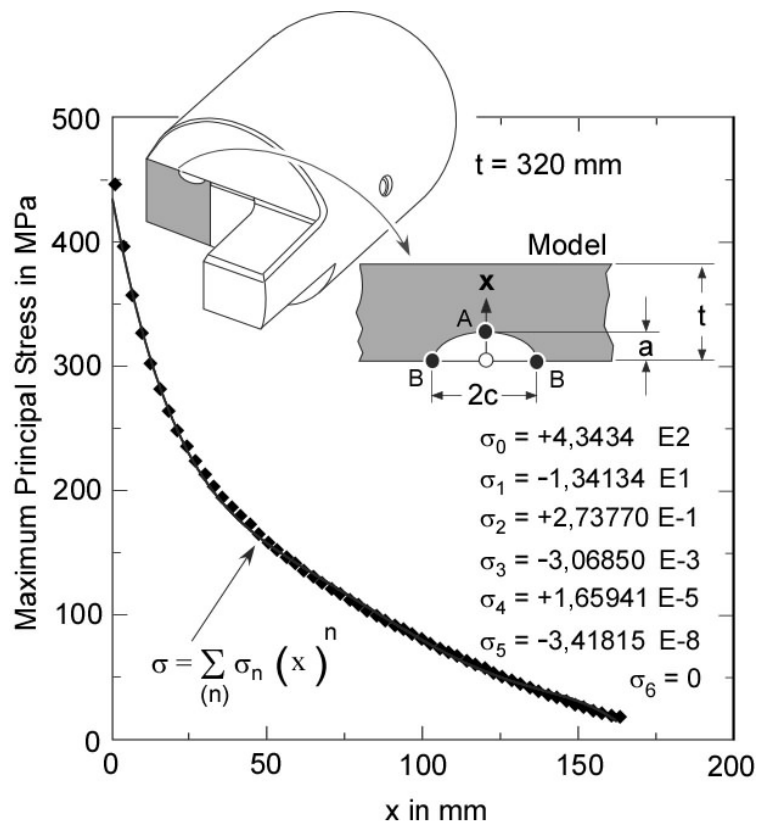 500
400
300
200
100
0
Maximum Principal Stress in MPa
t = 320 mm
Model
x
A
B
B
2c
a
t
σ0 = +4,3434 E2
σ1 = -1,34134 E1
σ2 = +2,73770 E-1
σ3 = -3,06850 E-3
σ4 = +1,65941 E-5
σ5 = -3,41815 E-8
σ6 = 0
σ = Σ(n) σn (x)^n
0 50 100 150 200
x in mm